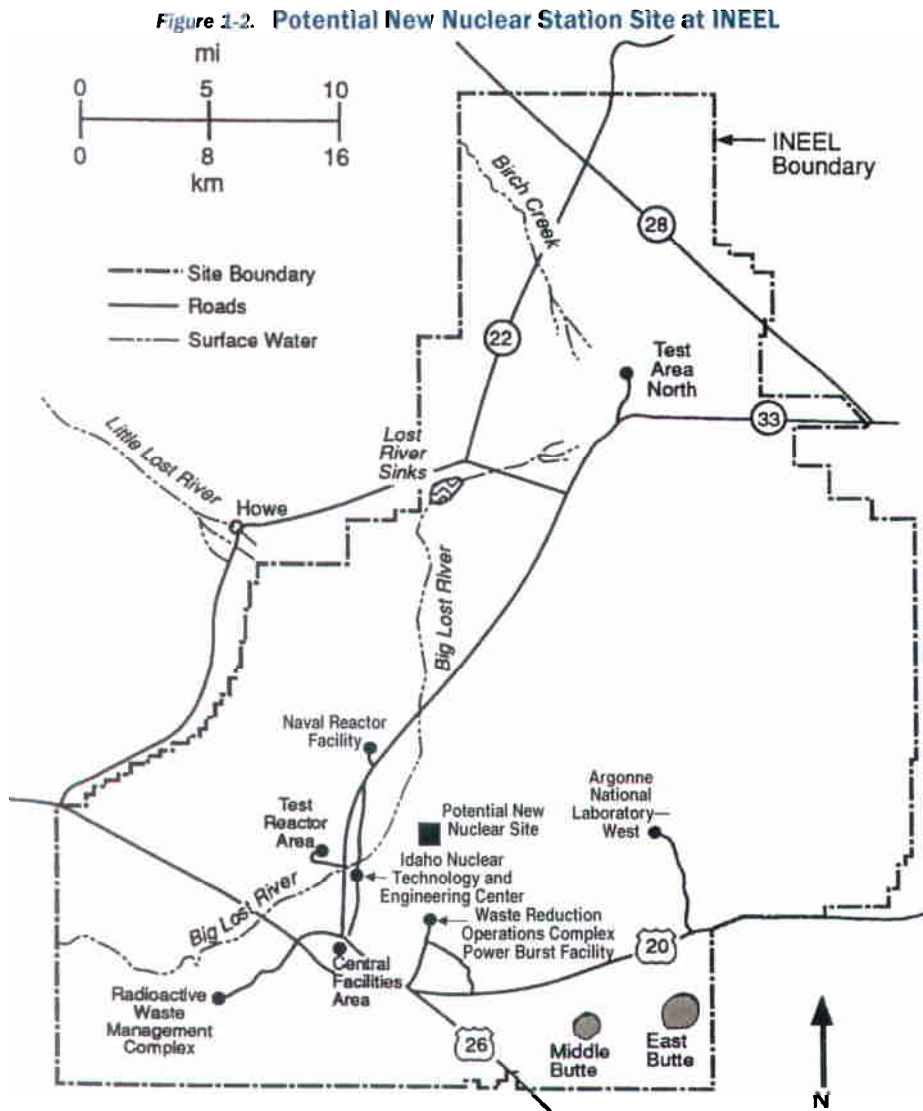 Figure 1-2. Potential New Nuclear Station Site at INEEL
mi
0 5 10
0 8 16
km
INEEL
Boundary
Site Boundary
Roads
Surface Water
Birch Creek
28
22
Test
Area
North
33
Lost
River
Sinks
Little Lost River
Howe
Big Lost River
Naval Reactor
Facility
Test
Reactor
Area
Potential New
Nuclear Site
Argonne
National
Laboratory—
West
Idaho Nuclear
Technology and
Engineering Center
Big Lost River
Waste Reduction
Operations Complex
Power Burst Facility
20
Central
Facilities
Area
Radioactive
Waste
Management
Complex
26
Middle
Butte
East
Butte
N